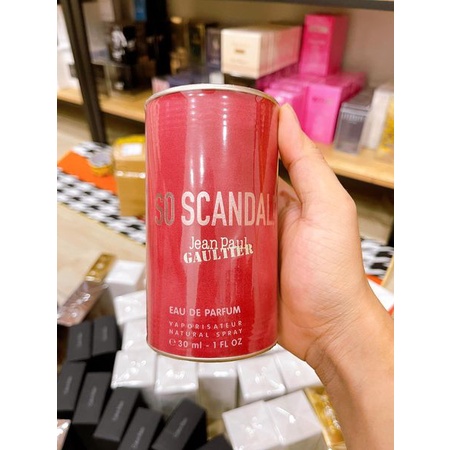 SO SCANDAL
Jean Paul
GAULTIER
EAU DE PARFUM
VAPORISATEUR
NATURAL SPRAY
℮30 ml - 1 FL OZ